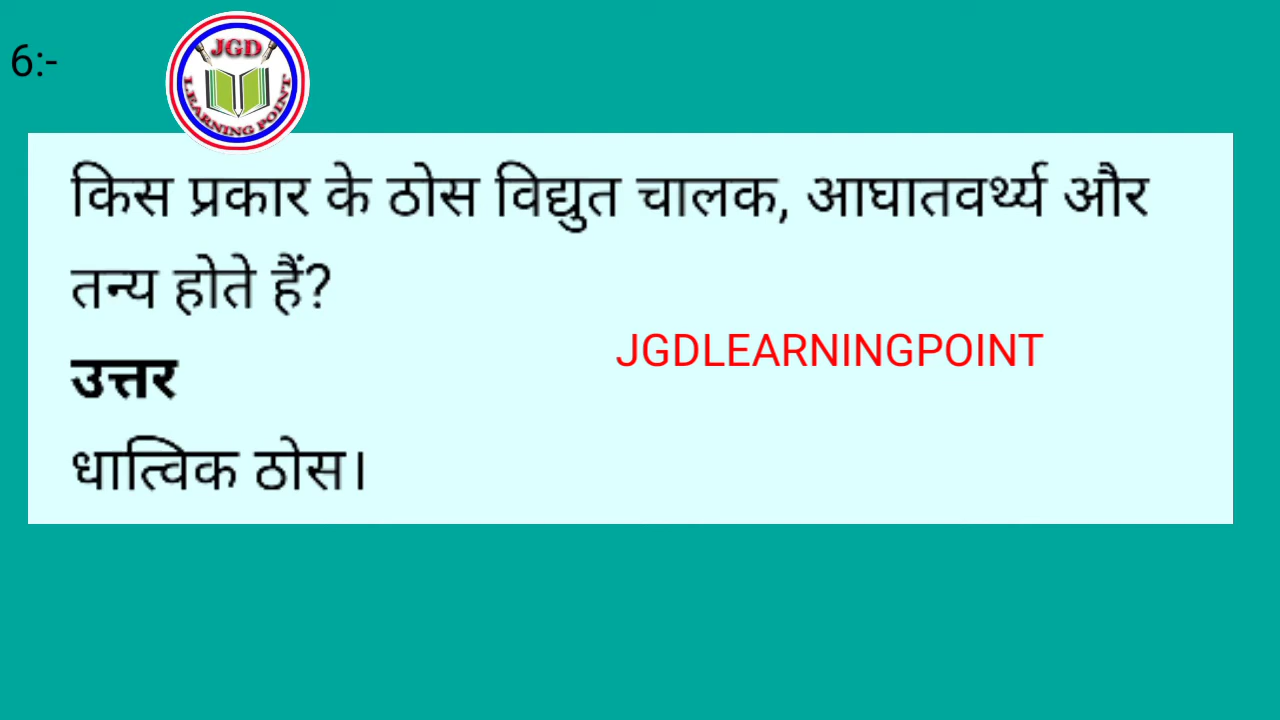 6:-
JGD
LEARNING POINT
किस प्रकार के ठोस विद्युत चालक, आघातवर्थ्य और
तन्य होते हैं?
JGDLEARNINGPOINT
उत्तर
धात्विक ठोस।